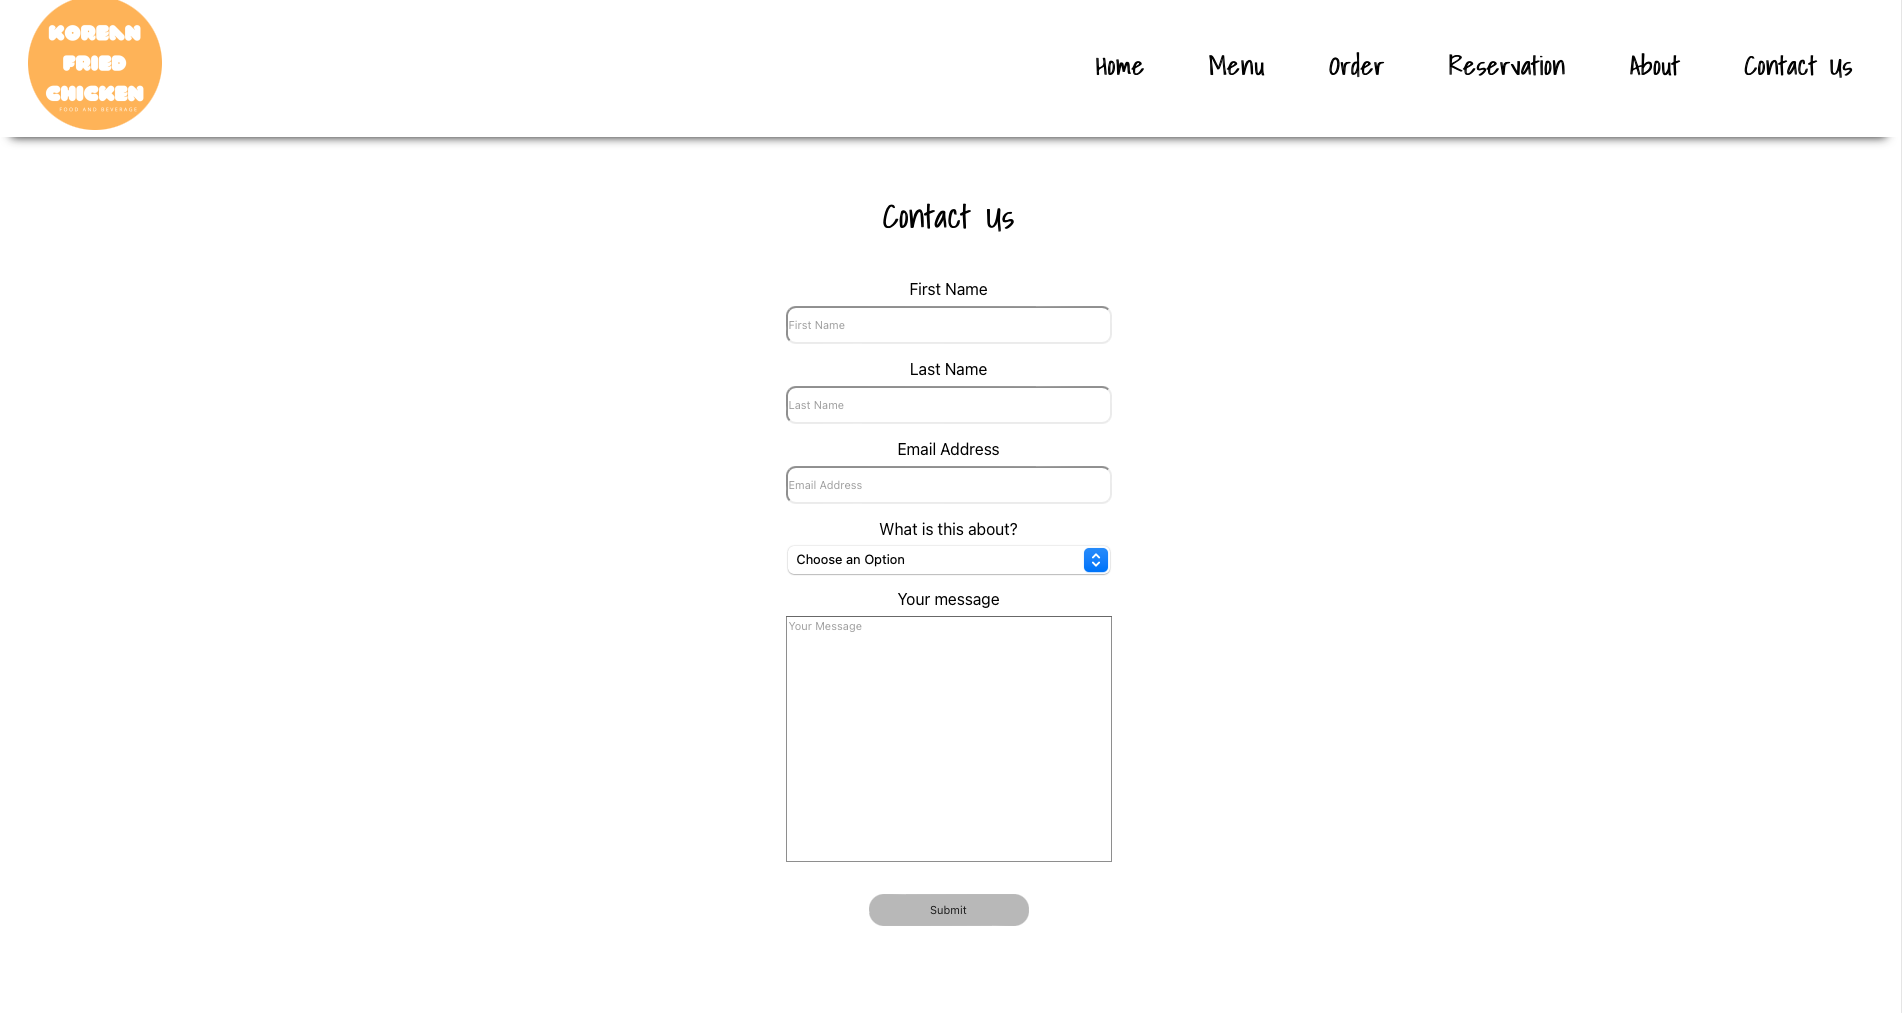 KOREAN
FRIED
CHICKEN
FOOD AND BEVERAGE
Home Menu Order Reservation About Contact Us
Contact Us
First Name
First Name
Last Name
Last Name
Email Address
Email Address
What is this about?
Choose an Option
Your message
Your Message
Submit